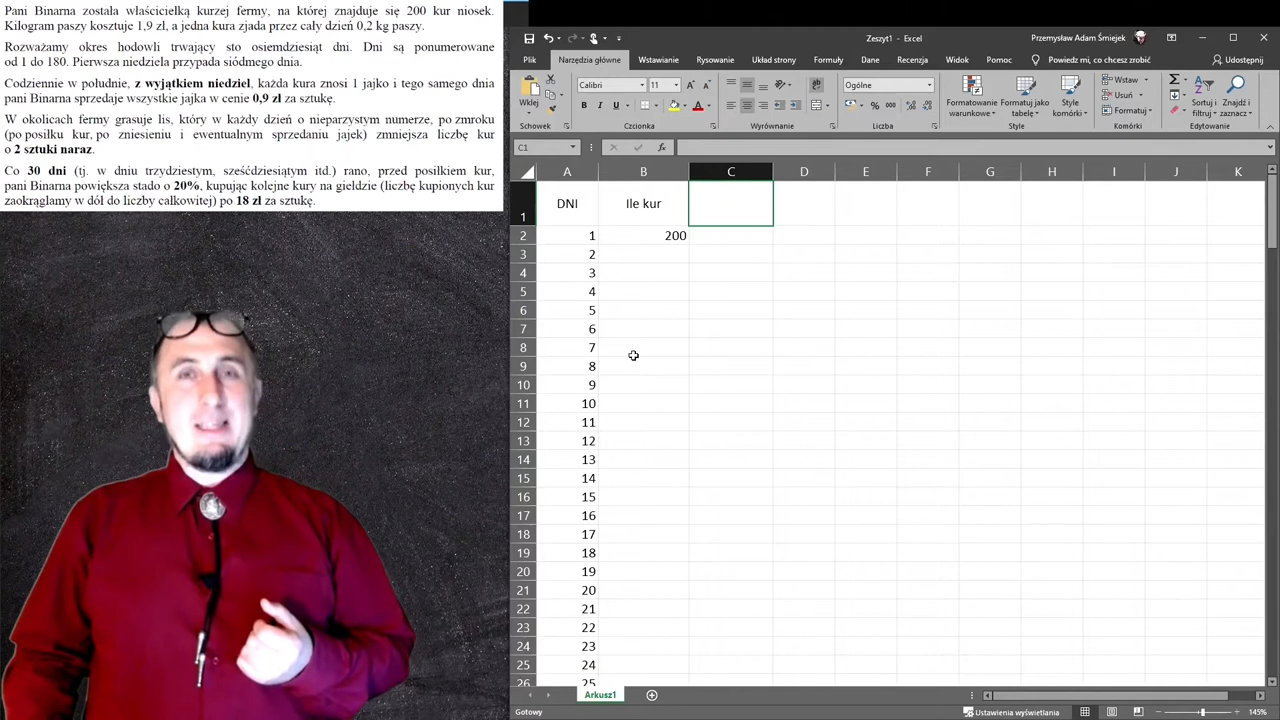 Pani Binarna została właścicielką kurzej fermy, na której znajduje się 200 kur niosek.
Kilogram paszy kosztuje 1,9 zł, a jedna kura zjada przez cały dzień 0,2 kg paszy.
Rozważamy okres hodowli trwający sto osiemdziesiąt dni. Dni są ponumerowane
od 1 do 180. Pierwsza niedziela przypada siódmego dnia.
Codziennie w południe, z wyjątkiem niedziel, każda kura znosi 1 jajko i tego samego dnia
pani Binarna sprzedaje wszystkie jajka w cenie 0,9 zł za sztukę.
W okolicach fermy grasuje lis, który w każdy dzień o nieparzystym numerze, po zmroku
(po posiłku kur, po zniesieniu i ewentualnym sprzedaniu jajek) zmniejsza liczbę kur
o 2 sztuki naraz.
Co 30 dni (tj. w dniu trzydziestym, sześćdziesiątym itd.) rano, przed posiłkiem kur,
pani Binarna powiększa stado o 20%, kupując kolejne kury na giełdzie (liczbę kupionych kur
zaokrąglamy w dół do liczby całkowitej) po 18 zł za sztukę.
Zeszyt1 - Excel
Przemysław Adam Śmiejek
Plik Narzędzia główne Wstawianie Rysowanie Układ strony Formuły Dane Recenzja Widok Pomoc Powiedz mi, co chcesz zrobić
Wklej
Calibri 11
B I U
Ogólne
Formatowanie warunkowe
Formatuj jako tabelę
Style komórki
Wstaw
Usuń
Formatuj
Sortuj i filtruj
Znajdź i zaznacz
Schowek Czcionka Wyrównanie Liczba Style Komórki Edytowanie
C1 fx
A B C D E F G H I J K
1 DNI Ile kur
2 1 200
3 2
4 3
5 4
6 5
7 6
8 7
9 8
10 9
11 10
12 11
13 12
14 13
15 14
16 15
17 16
18 17
19 18
20 19
21 20
22 21
23 22
24 23
25 24
26 25
Arkusz1
Gotowy Ustawienia wyświetlania 145%